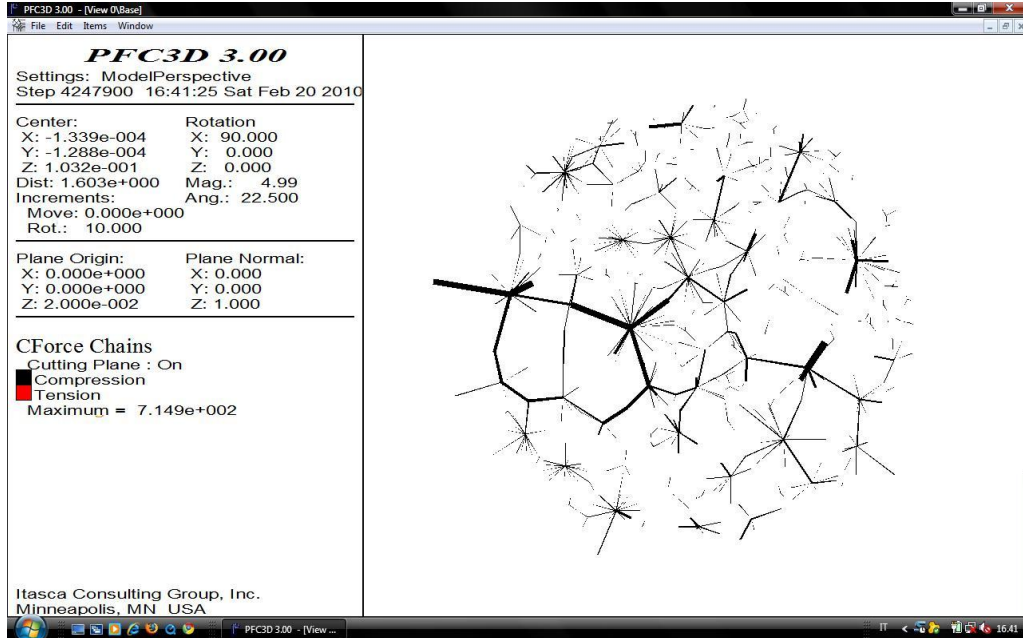 PFC3D 3.00 - [View 0\Base]
File Edit Items Window
PFC3D 3.00
Settings: ModelPerspective
Step 4247900 16:41:25 Sat Feb 20 2010
Center: Rotation
X: -1.339e-004 X: 90.000
Y: -1.288e-004 Y: 0.000
Z: 1.032e-001 Z: 0.000
Dist: 1.603e+000 Mag.: 4.99
Increments: Ang.: 22.500
Move: 0.000e+000
Rot.: 10.000
Plane Origin: Plane Normal:
X: 0.000e+000 X: 0.000
Y: 0.000e+000 Y: 0.000
Z: 2.000e-002 Z: 1.000
CForce Chains
Cutting Plane : On
Compression
Tension
Maximum = 7.149e+002
Itasca Consulting Group, Inc.
Minneapolis, MN USA
PFC3D 3.00 - [View ...
IT
16.41